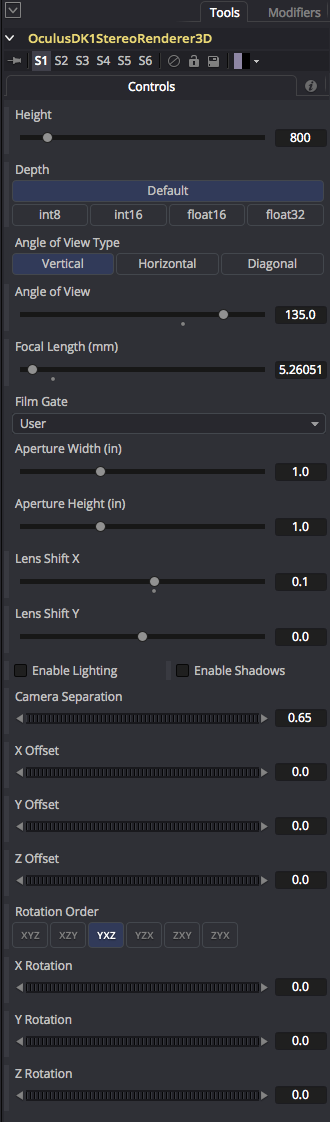 Tools Modifiers
OculusDK1StereoRenderer3D
S1 S2 S3 S4 S5 S6
Controls
Height
800
Depth
Default
int8 int16 float16 float32
Angle of View Type
Vertical Horizontal Diagonal
Angle of View
135.0
Focal Length (mm)
5.26051
Film Gate
User
Aperture Width (in)
1.0
Aperture Height (in)
1.0
Lens Shift X
0.1
Lens Shift Y
0.0
Enable Lighting Enable Shadows
Camera Separation
0.65
X Offset
0.0
Y Offset
0.0
Z Offset
0.0
Rotation Order
XYZ XZY YXZ YZX ZXY ZYX
X Rotation
0.0
Y Rotation
0.0
Z Rotation
0.0